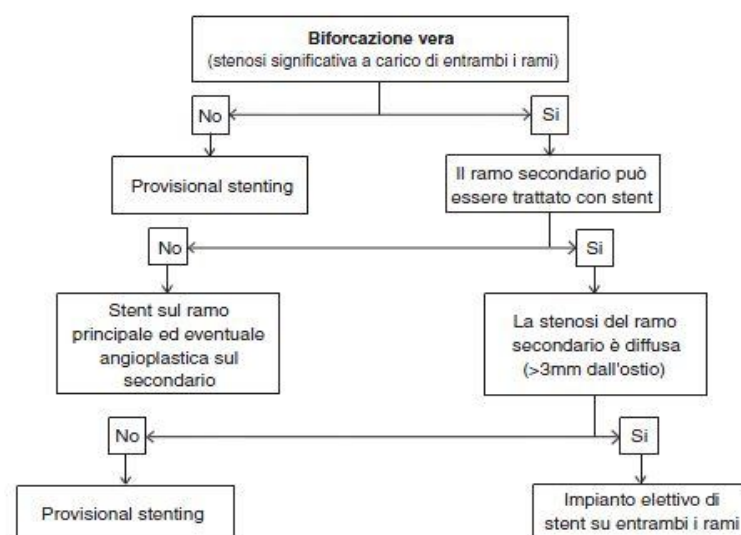 Biforcazione vera
(stenosi significativa a carico di entrambi i rami)
No
Si
Provisional stenting
Il ramo secondario può
essere trattato con stent
No
Si
Stent sul ramo
principale ed eventuale
angioplastica sul
secondario
La stenosi del ramo
secondario è diffusa
(>3mm dall'ostio)
No
Si
Provisional stenting
Impianto elettivo di
stent su entrambi i rami